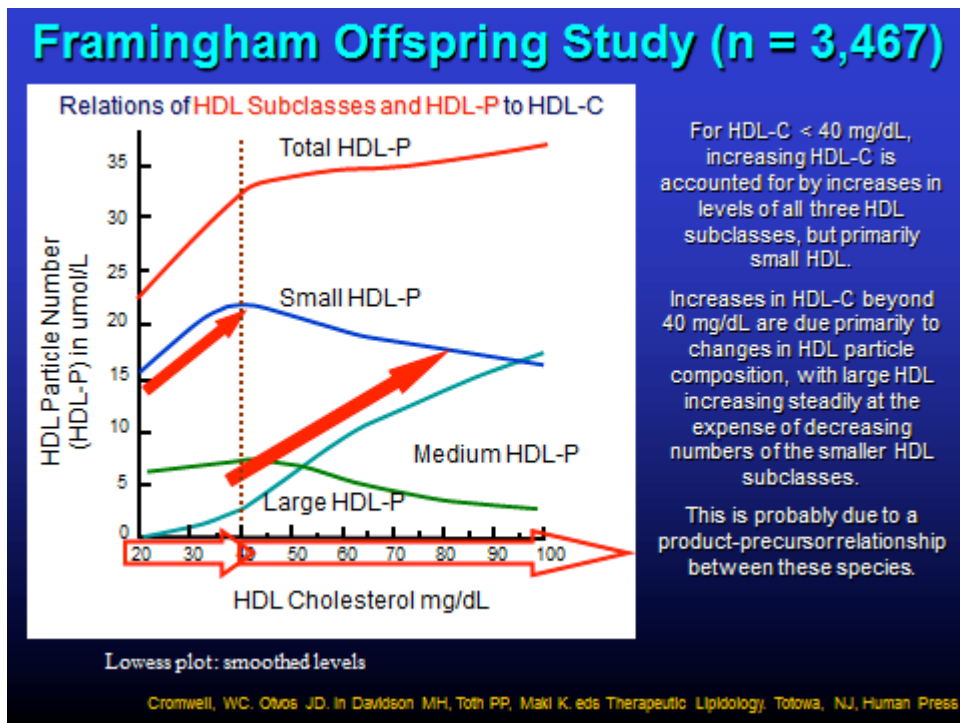 Framingham Offspring Study (n = 3,467)
Relations of HDL Subclasses and HDL-P to HDL-C
HDL Particle Number
(HDL-P) in umol/L
35
30
25
20
15
10
5
0
Total HDL-P
Small HDL-P
Medium HDL-P
Large HDL-P
20 30 40 50 60 70 80 90 100
HDL Cholesterol mg/dL
For HDL-C < 40 mg/dL,
increasing HDL-C is
accounted for by increases in
levels of all three HDL
subclasses, but primarily
small HDL.
Increases in HDL-C beyond
40 mg/dL are due primarily to
changes in HDL particle
composition, with large HDL
increasing steadily at the
expense of decreasing
numbers of the smaller HDL
subclasses.
This is probably due to a
product-precursor relationship
between these species.
Lowess plot: smoothed levels
Cromwell, WC. Otvos JD. In Davidson MH, Toth PP, Maki K. eds Therapeutic Lipidology. Totowa, NJ, Human Press